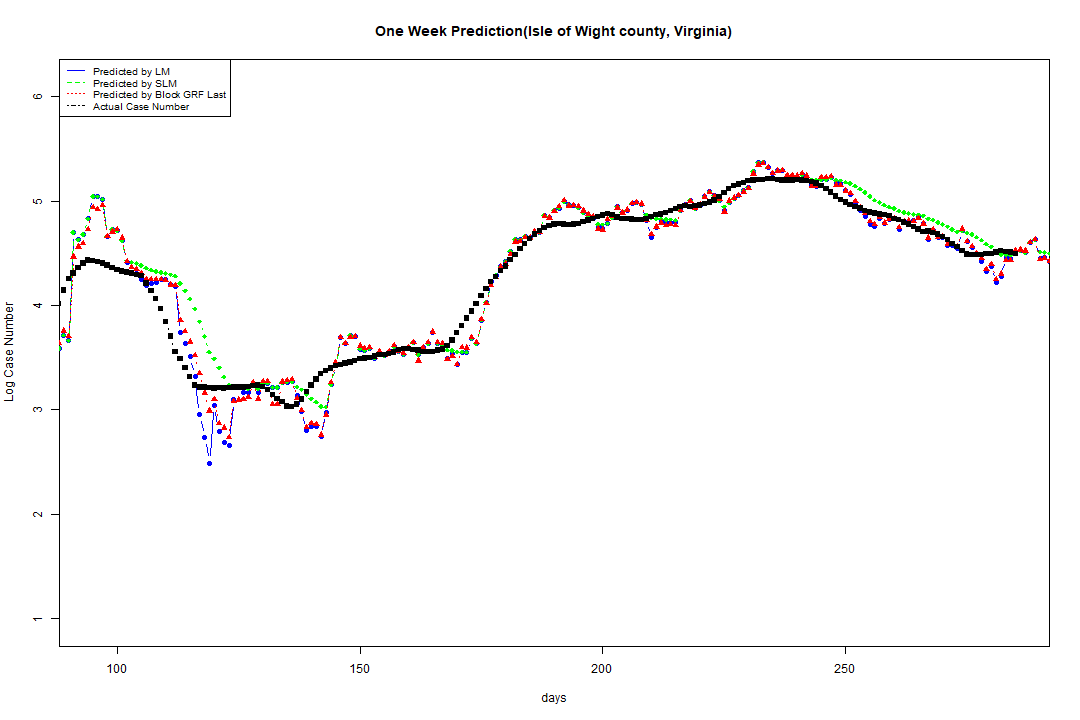 One Week Prediction(Isle of Wight county, Virginia)
Predicted by LM
Predicted by SLM
Predicted by Block GRF Last
Actual Case Number
6
5
4
3
2
1
Log Case Number
100
150
200
250
days